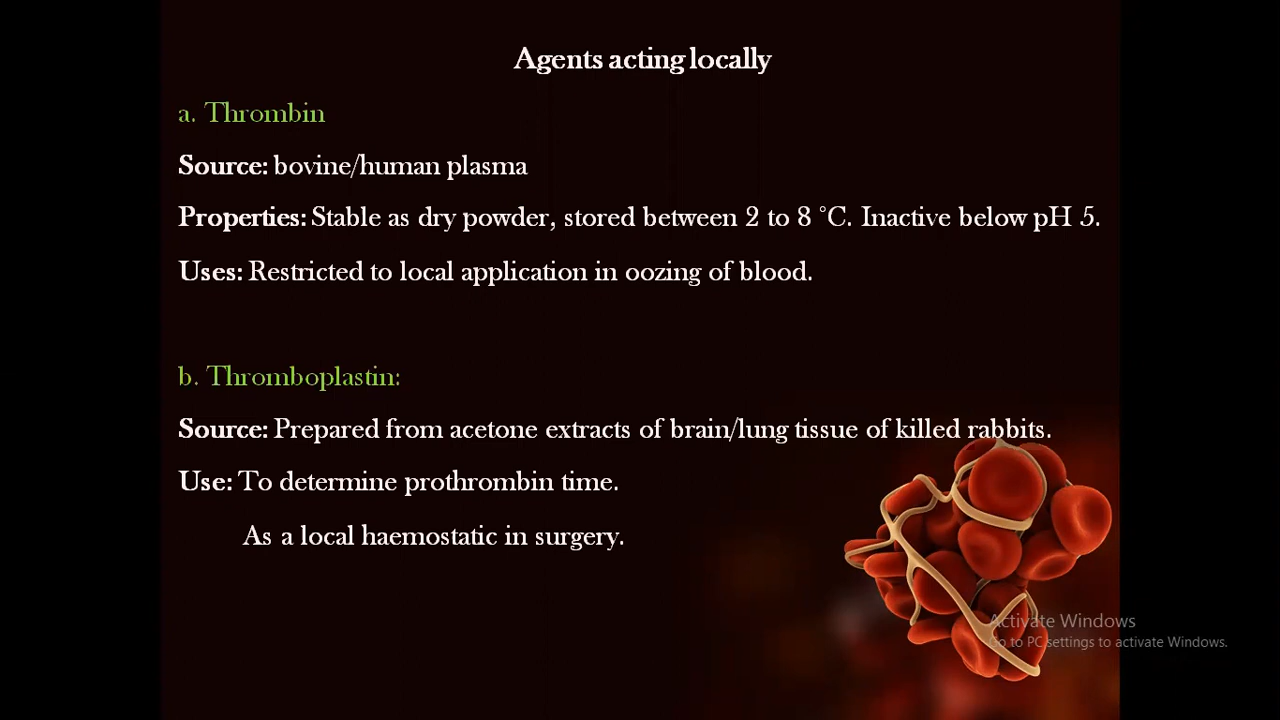 Agents acting locally
a. Thrombin
Source: bovine/human plasma
Properties: Stable as dry powder, stored between 2 to 8 °C. Inactive below pH 5.
Uses: Restricted to local application in oozing of blood.
b. Thromboplastin:
Source: Prepared from acetone extracts of brain/lung tissue of killed rabbits.
Use: To determine prothrombin time.
As a local haemostatic in surgery.
Activate Windows
Go to PC settings to activate Windows.